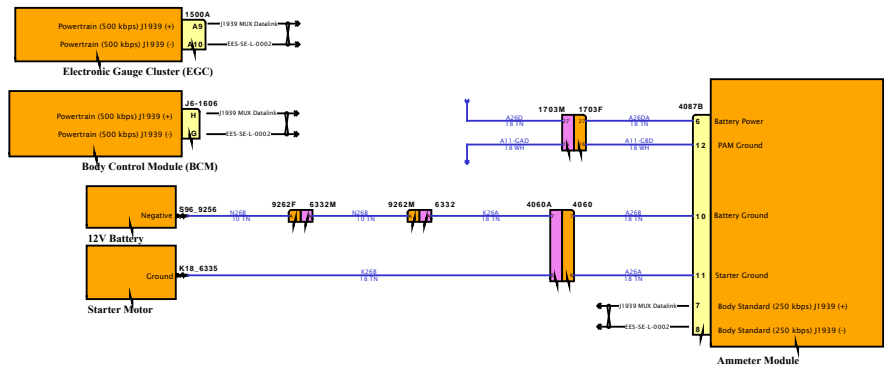 1500A
Powertrain (500 kbps) J1939 (+) A9 J1939 MUX Datalink
Powertrain (500 kbps) J1939 (-) A10 EES-SE-L-0002
Electronic Gauge Cluster (EGC)
J6-1606
Powertrain (500 kbps) J1939 (+) H J1939 MUX Datalink
Powertrain (500 kbps) J1939 (-) G EES-SE-L-0002
Body Control Module (BCM)
1703M 1703F 4087B
A26D 27 27 A26DA 6 Battery Power
18 TN 18 TN
A11-GAD A11-GBD 12 PAM Ground
18 WH 18 WH
S96_9256 9262F 6332M 9262M 6332 4060A 4060
Negative N26B N26B K26A 7 7 A26B 10 Battery Ground
10 TN 10 TN 18 TN 18 TN
12V Battery
K18_6335
Ground K26B 6 A26A 11 Starter Ground
18 TN 18 TN
Starter Motor
J1939 MUX Datalink 7 Body Standard (250 kbps) J1939 (+)
EES-SE-L-0002 8 Body Standard (250 kbps) J1939 (-)
Ammeter Module